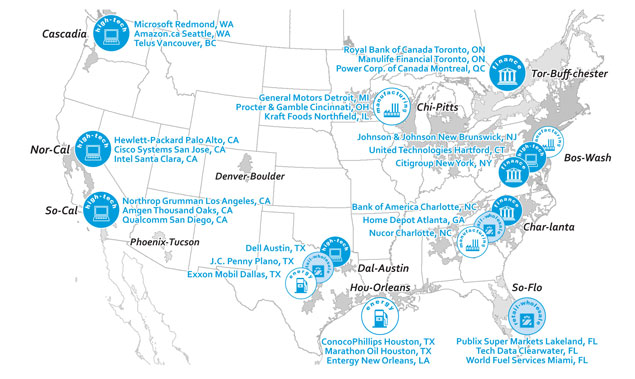 Cascadia
high-tech
Microsoft Redmond, WA
Amazon.ca Seattle, WA
Telus Vancouver, BC
Royal Bank of Canada Toronto, ON
Manulife Financial Toronto, ON
Power Corp. of Canada Montreal, QC
finance
Tor-Buff-chester
General Motors Detroit, MI
Procter & Gamble Cincinnati, OH
Kraft Foods Northfield, IL
manufacturing
Chi-Pitts
Nor-Cal
high-tech
Hewlett-Packard Palo Alto, CA
Cisco Systems San Jose, CA
Intel Santa Clara, CA
Johnson & Johnson New Brunswick, NJ
United Technologies Hartford, CT
Citigroup New York, NY
manufacturing
high-tech
finance
Bos-Wash
Denver-Boulder
So-Cal
high-tech
Northrop Grumman Los Angeles, CA
Amgen Thousand Oaks, CA
Qualcomm San Diego, CA
Bank of America Charlotte, NC
Home Depot Atlanta, GA
Nucor Charlotte, NC
finance
retail-wholesale
manufacturing
Char-lanta
Phoenix-Tucson
Dell Austin, TX
J.C. Penny Plano, TX
Exxon Mobil Dallas, TX
high-tech
retail-wholesale
energy
Dal-Austin
Hou-Orleans
energy
ConocoPhillips Houston, TX
Marathon Oil Houston, TX
Entergy New Orleans, LA
So-Flo
retail-wholesale
Publix Super Markets Lakeland, FL
Tech Data Clearwater, FL
World Fuel Services Miami, FL